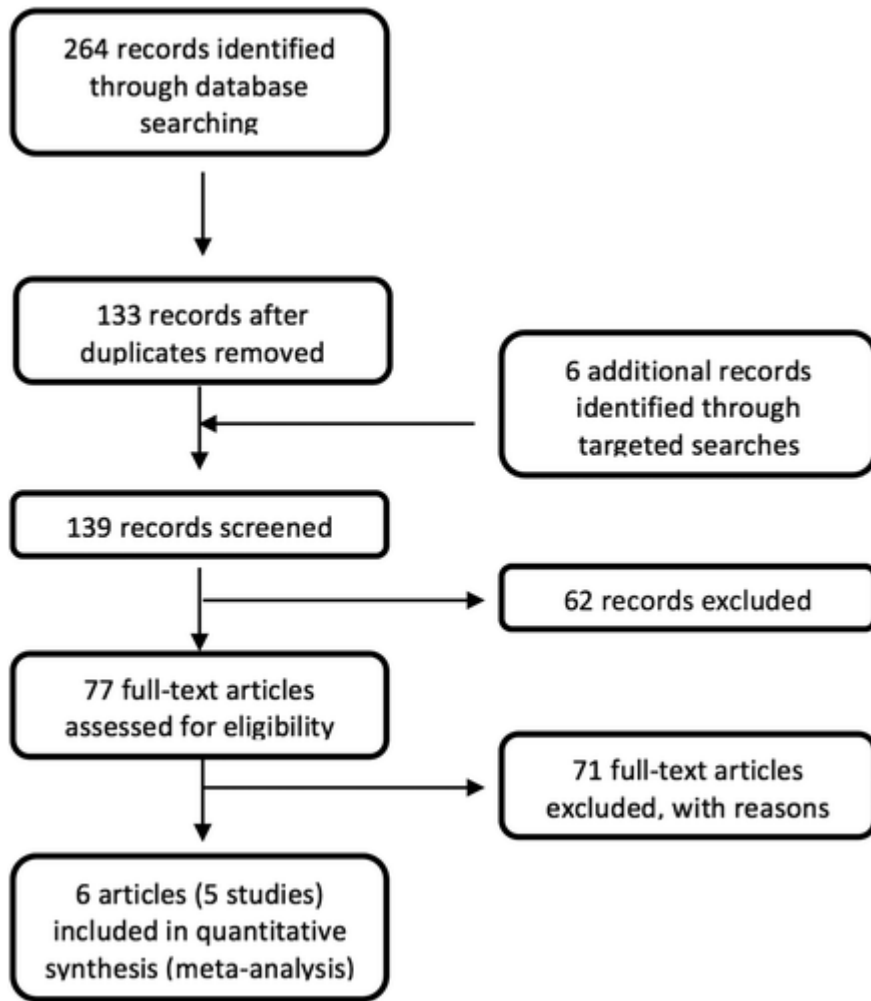 264 records identified
through database
searching
133 records after
duplicates removed
6 additional records
identified through
targeted searches
139 records screened
62 records excluded
77 full-text articles
assessed for eligibility
71 full-text articles
excluded, with reasons
6 articles (5 studies)
included in quantitative
synthesis (meta-analysis)